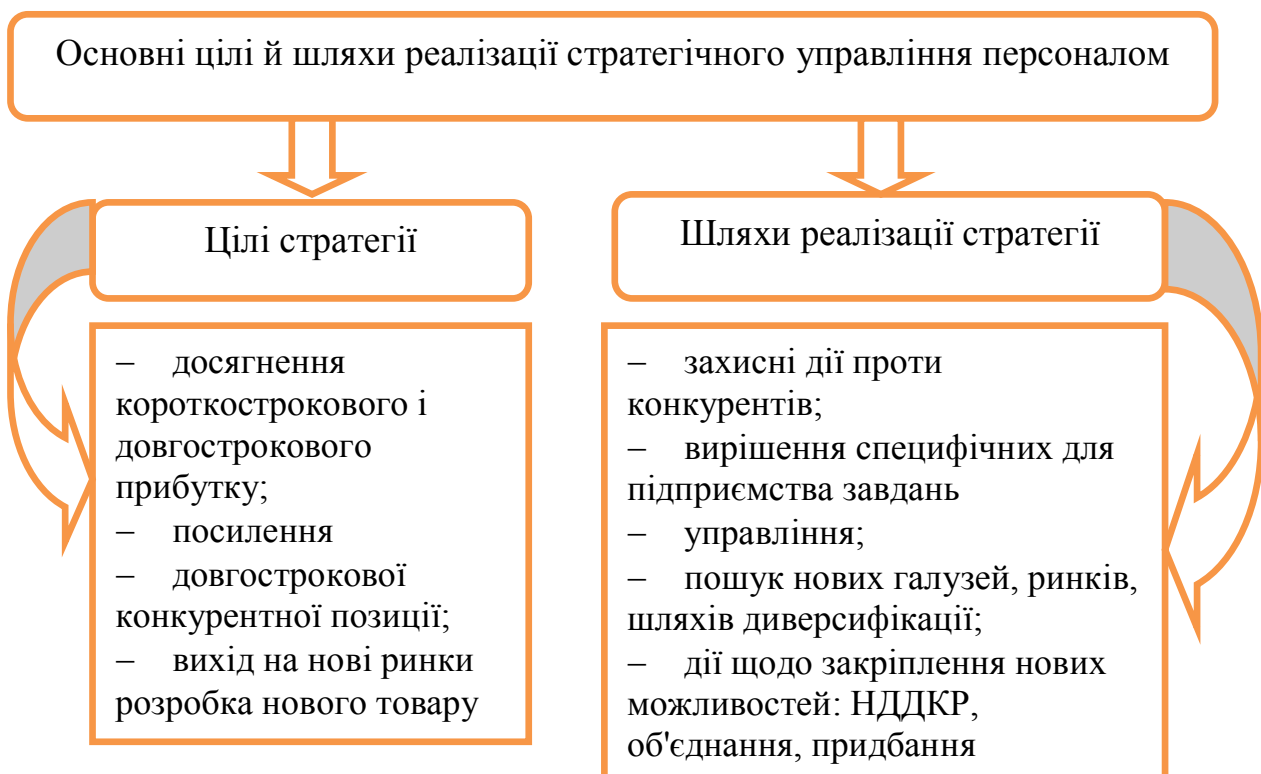 Основні цілі й шляхи реалізації стратегічного управління персоналом
Цілі стратегії
– досягнення
короткострокового і
довгострокового
прибутку;
– посилення
– довгострокової
конкурентної позиції;
– вихід на нові ринки
розробка нового товару
Шляхи реалізації стратегії
– захисні дії проти
конкурентів;
– вирішення специфічних для
підприємства завдань
– управління;
– пошук нових галузей, ринків,
шляхів диверсифікації;
– дії щодо закріплення нових
можливостей: НДДКР,
об'єднання, придбання